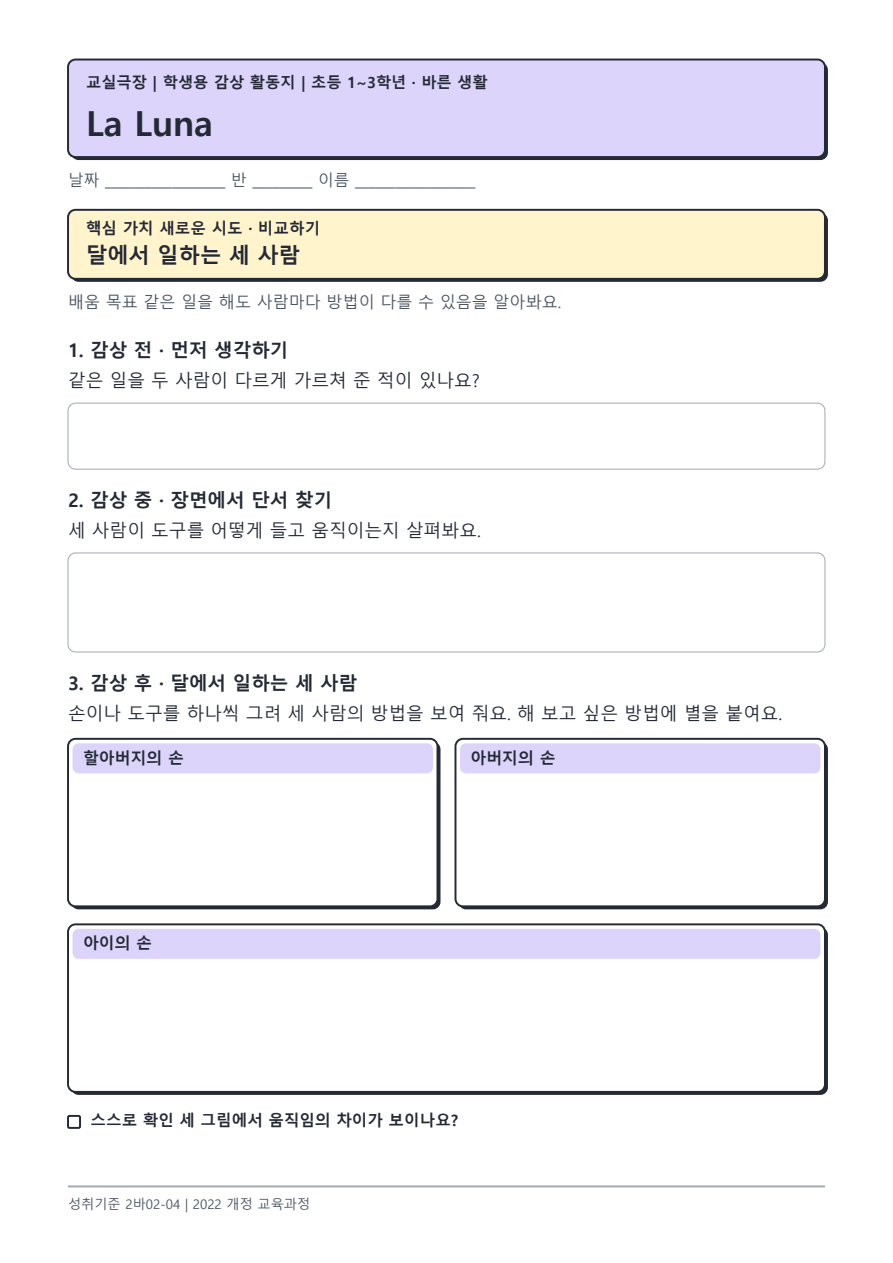 교실극장 | 학생용 감상 활동지 | 초등 1~3학년 · 바른 생활
La Luna
날짜 _______________ 반 _______ 이름 _______________
핵심 가치 새로운 시도 · 비교하기
달에서 일하는 세 사람
배움 목표 같은 일을 해도 사람마다 방법이 다를 수 있음을 알아봐요.
1. 감상 전 · 먼저 생각하기
같은 일을 두 사람이 다르게 가르쳐 준 적이 있나요?
2. 감상 중 · 장면에서 단서 찾기
세 사람이 도구를 어떻게 들고 움직이는지 살펴봐요.
3. 감상 후 · 달에서 일하는 세 사람
손이나 도구를 하나씩 그려 세 사람의 방법을 보여 줘요. 해 보고 싶은 방법에 별을 붙여요.
할아버지의 손
아버지의 손
아이의 손
스스로 확인 세 그림에서 움직임의 차이가 보이나요?
성취기준 2바02-04 | 2022 개정 교육과정